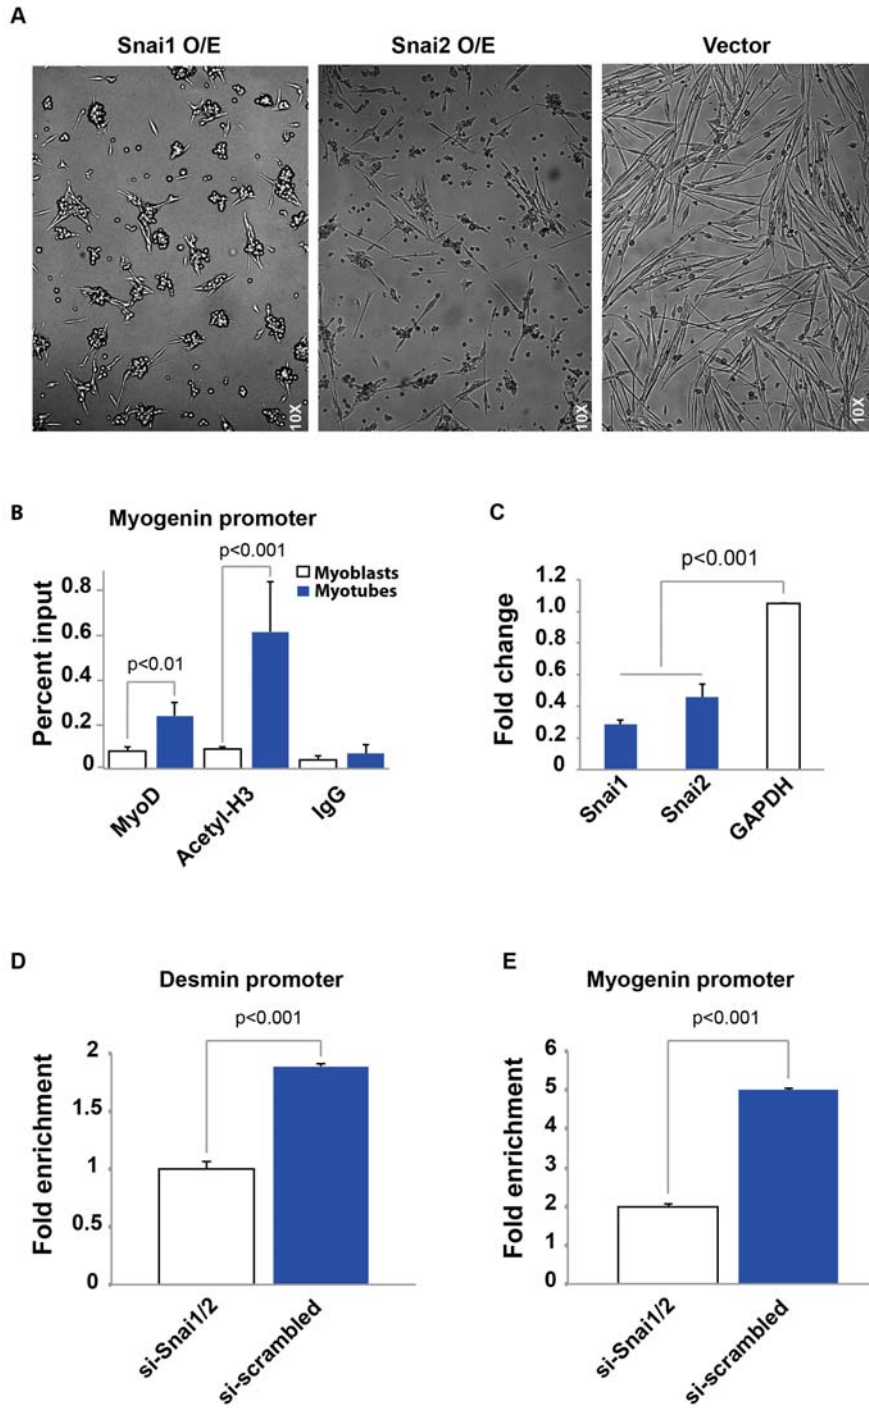 A
Snai1 O/E
Snai2 O/E
Vector
10X
10X
10X
B
Myogenin promoter
Percent input
0.8
0.6
0.4
0.2
0
p<0.01
p<0.001
Myoblasts
Myotubes
MyoD
Acetyl-H3
IgG
C
Fold change
1.2
1.0
0.8
0.6
0.4
0.2
0
p<0.001
Snai1
Snai2
GAPDH
D
Desmin promoter
p<0.001
Fold enrichment
2
1.5
1
0.5
0
si-Snai1/2
si-scrambled
E
Myogenin promoter
p<0.001
Fold enrichment
6
5
4
3
2
1
0
si-Snai1/2
si-scrambled